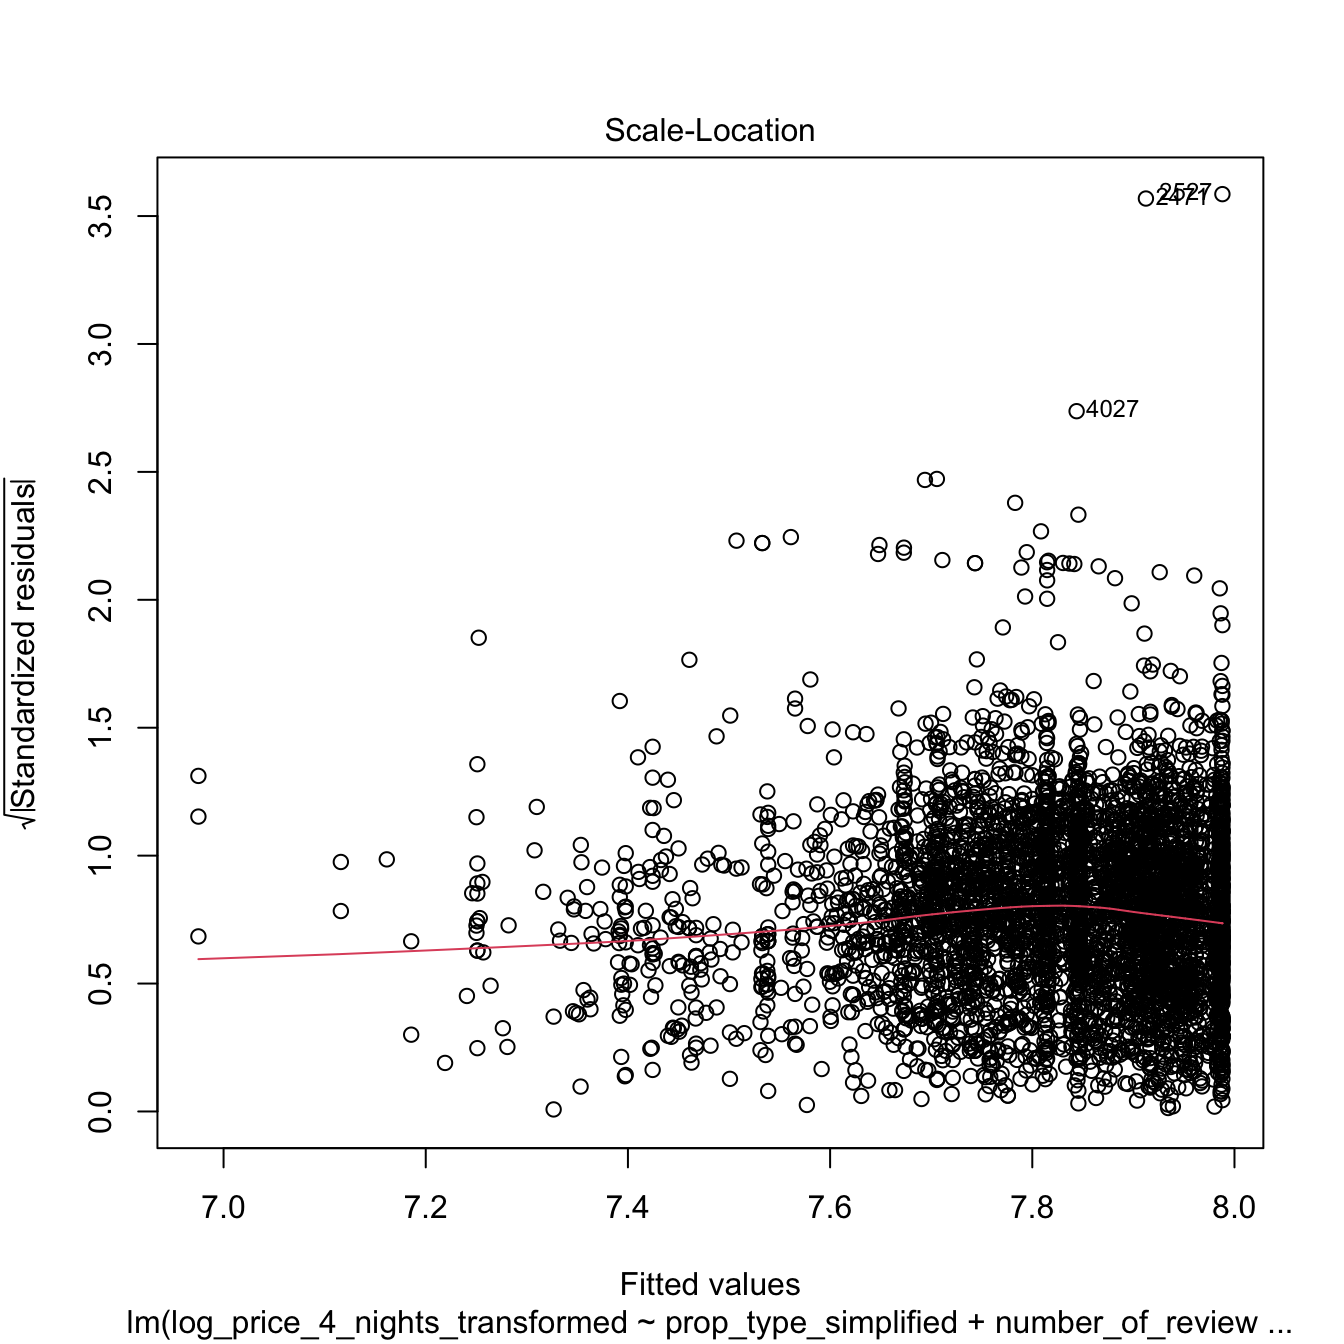 Scale-Location
√|Standardized residuals|
3.5
3.0
2.5
2.0
1.5
1.0
0.5
0.0
2527
2471
4027
7.0 7.2 7.4 7.6 7.8 8.0
Fitted values
lm(log_price_4_nights_transformed ~ prop_type_simplified + number_of_review ...